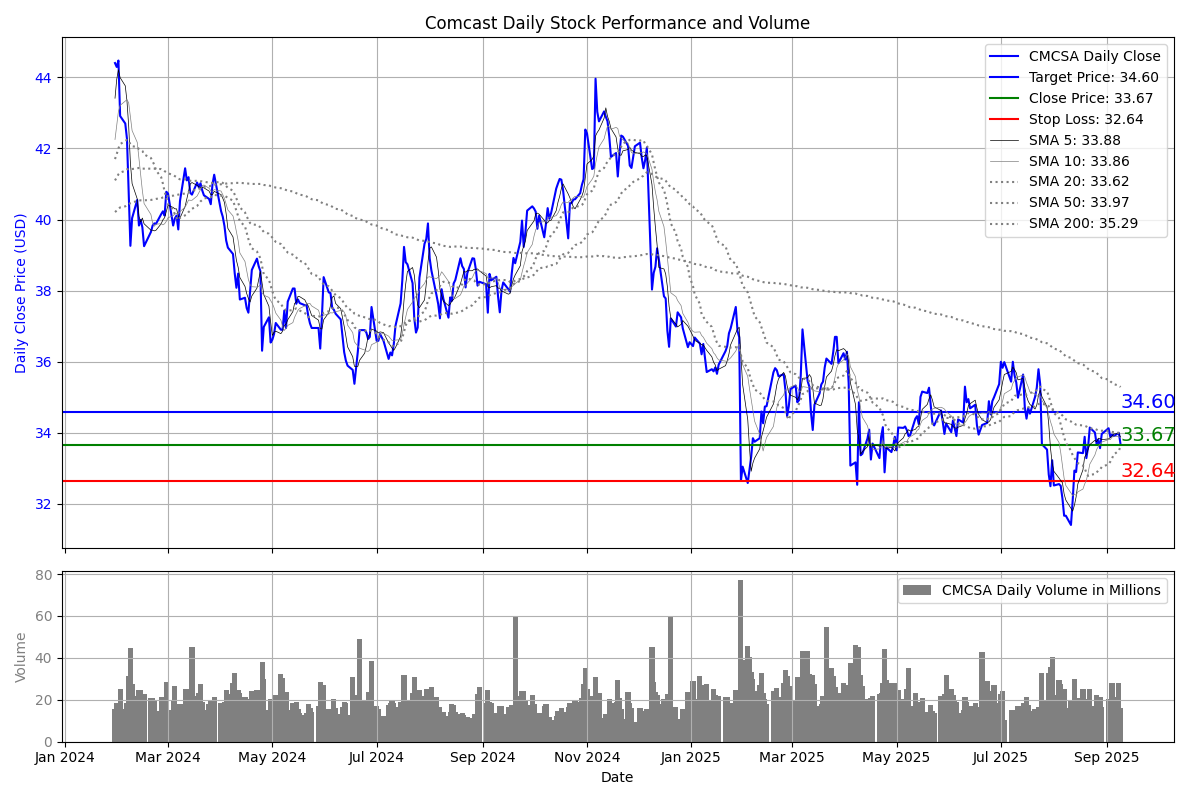 Comcast Daily Stock Performance and Volume
Daily Close Price (USD)
44
42
40
38
36
34
32
CMCSA Daily Close
Target Price: 34.60
Close Price: 33.67
Stop Loss: 32.64
SMA 5: 33.88
SMA 10: 33.86
SMA 20: 33.62
SMA 50: 33.97
SMA 200: 35.29
34.60
33.67
32.64
Volume
80
60
40
20
0
CMCSA Daily Volume in Millions
Jan 2024 Mar 2024 May 2024 Jul 2024 Sep 2024 Nov 2024 Jan 2025 Mar 2025 May 2025 Jul 2025 Sep 2025
Date